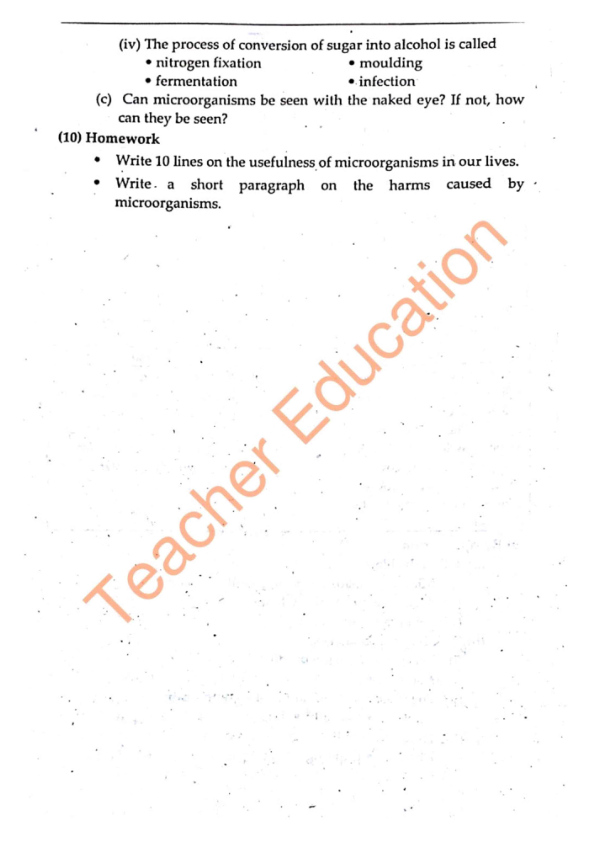 (iv) The process of conversion of sugar into alcohol is called
• nitrogen fixation • moulding
• fermentation • infection
(c) Can microorganisms be seen with the naked eye? If not, how
can they be seen?
(10) Homework
• Write 10 lines on the usefulness of microorganisms in our lives.
• Write a short paragraph on the harms caused by
microorganisms.
Teacher Education